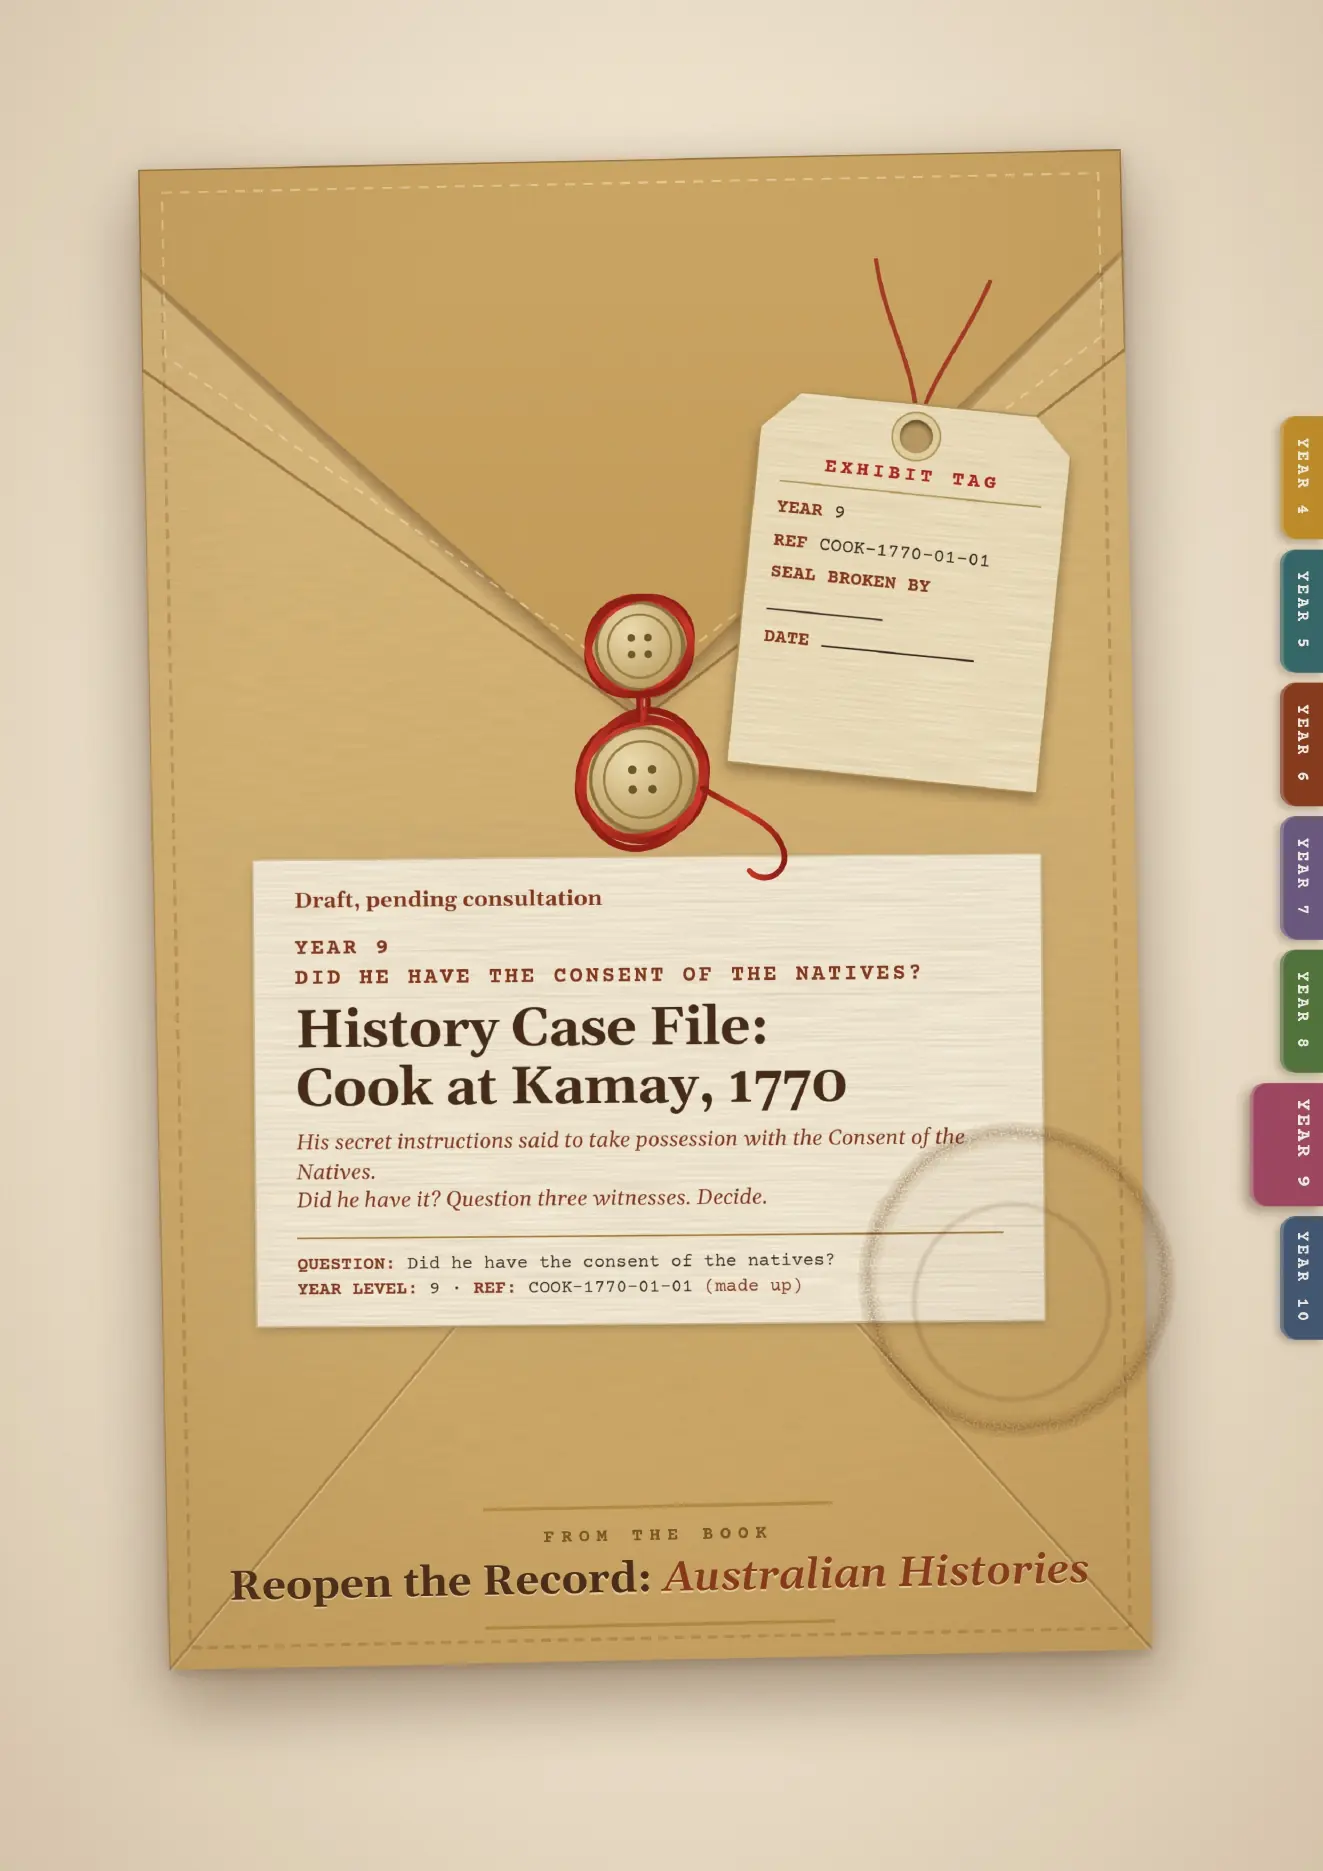 EXHIBIT TAG
YEAR 9
REF COOK-1770-01-01
SEAL BROKEN BY
DATE
Draft, pending consultation
YEAR 9
DID HE HAVE THE CONSENT OF THE NATIVES?
History Case File:
Cook at Kamay, 1770
His secret instructions said to take possession with the Consent of the
Natives.
Did he have it? Question three witnesses. Decide.
QUESTION: Did he have the consent of the natives?
YEAR LEVEL: 9 · REF: COOK-1770-01-01 (made up)
FROM THE BOOK
Reopen the Record: Australian Histories
YEAR 4
YEAR 5
YEAR 6
YEAR 7
YEAR 8
YEAR 9
YEAR 10